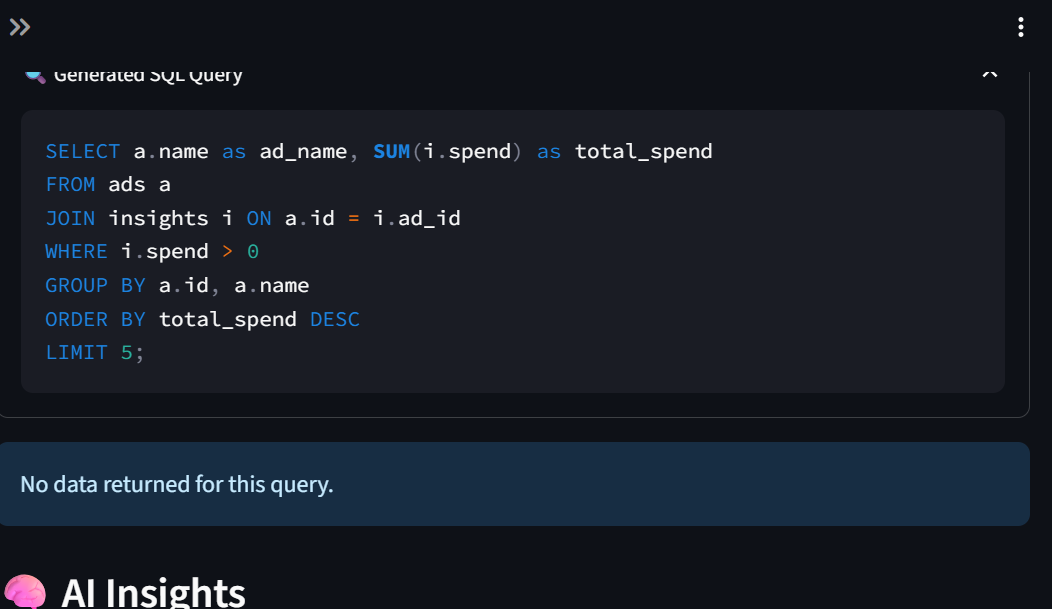 Generated SQL Query
SELECT a.name as ad_name, SUM(i.spend) as total_spend
FROM ads a
JOIN insights i ON a.id = i.ad_id
WHERE i.spend > 0
GROUP BY a.id, a.name
ORDER BY total_spend DESC
LIMIT 5;
No data returned for this query.
AI Insights